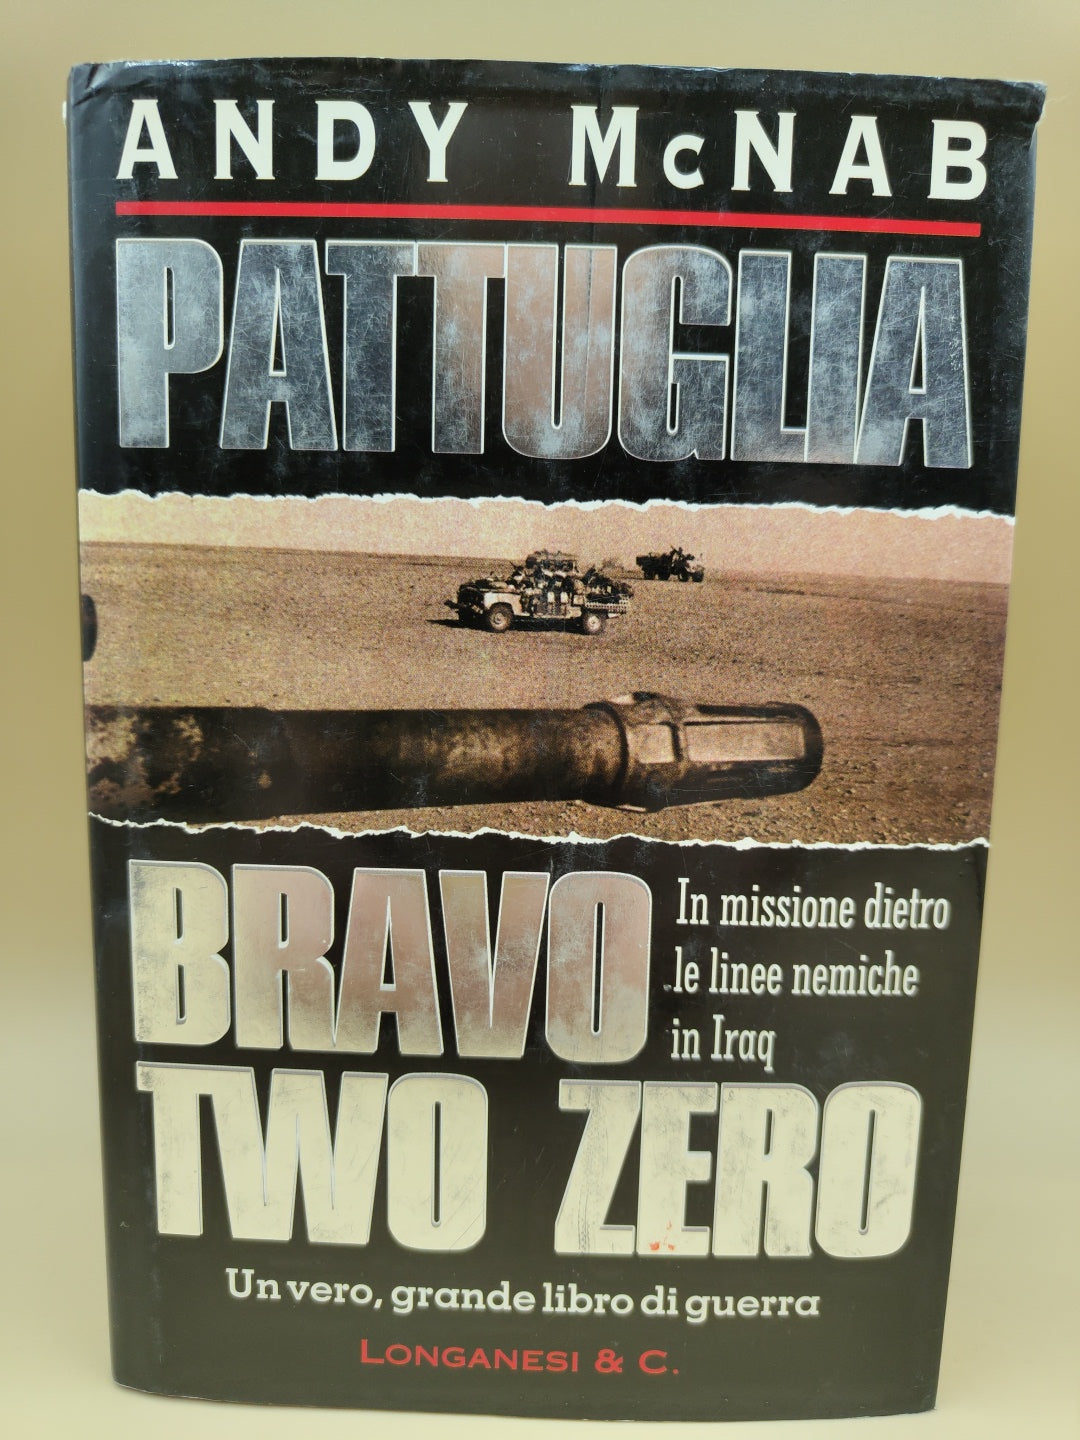 ANDY McNAB
PATTUGLIA
BRAVO
In missione dietro
le linee nemiche
in Iraq
TWO ZERO
Un vero, grande libro di guerra
LONGANESI & C.